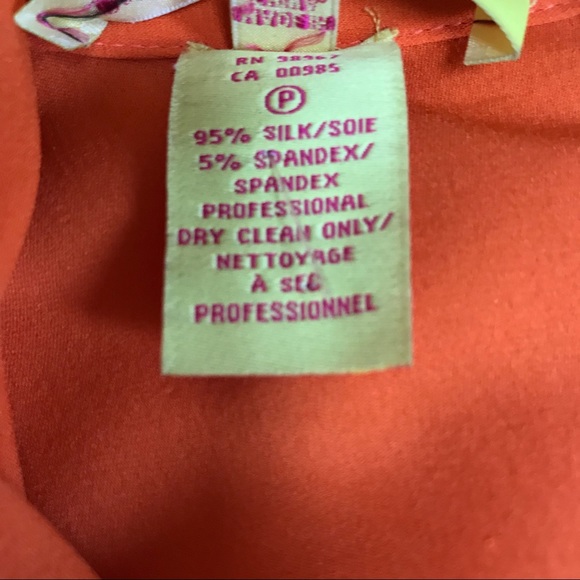 CA 00985
P
95% SILK/SOIE
5% SPANDEX/
SPANDEX
PROFESSIONAL
DRY CLEAN ONLY/
NETTOYAGE
À SEC
PROFESSIONNEL